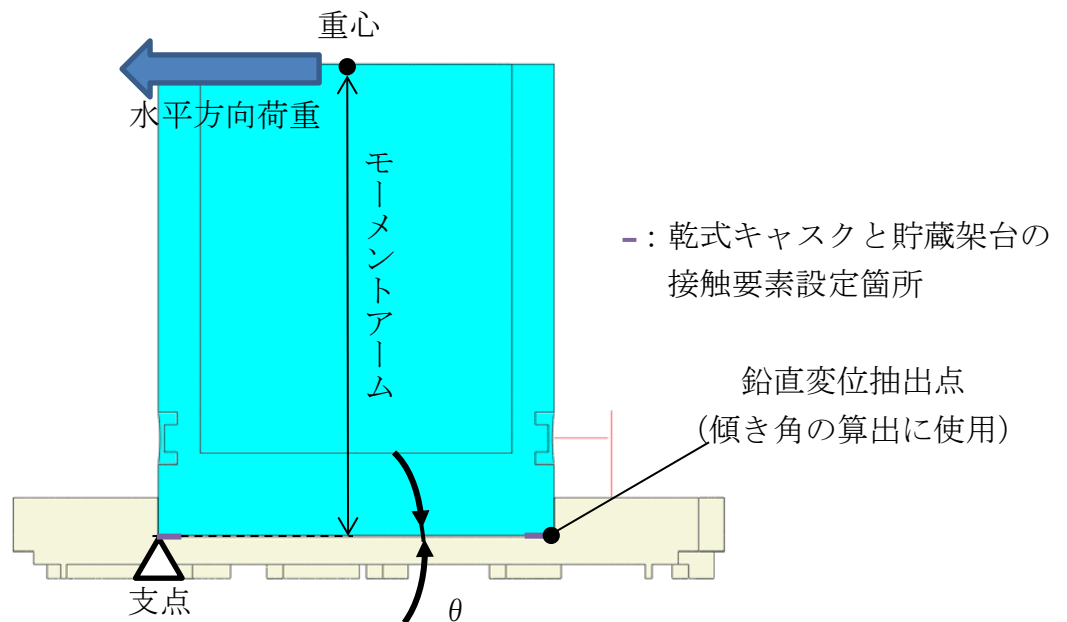 重心
水平方向荷重
モーメントアーム
-：乾式キャスクと貯蔵架台の
接触要素設定箇所
鉛直変位抽出点
（傾き角の算出に使用）
支点
θ